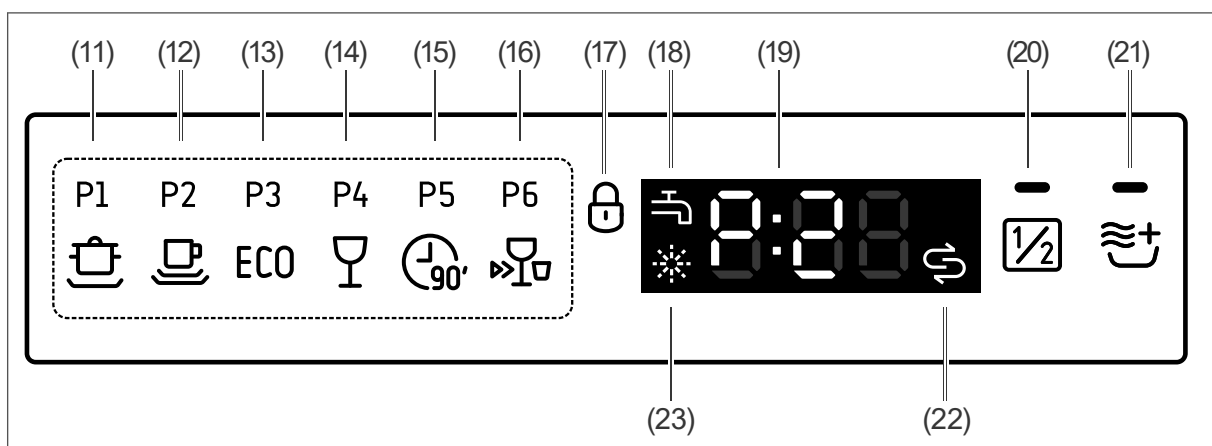 (11) (12) (13) (14) (15) (16) (17) (18) (19) (20) (21)
P1 P2 P3 P4 P5 P6
P:2
ECO 90' 1/2
(23) (22)